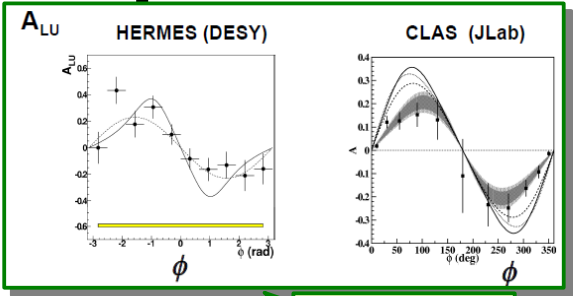 A_LU
HERMES (DESY)
CLAS (JLab)
A_LU
0.6
0.4
0.2
0
-0.2
-0.4
-0.6
-3 -2 -1 0 1 2 3
ϕ (rad)
ϕ
A
0.4
0.3
0.2
0.1
0
-0.1
-0.2
-0.3
-0.4
0 50 100 150 200 250 300 350
ϕ (deg)
ϕ